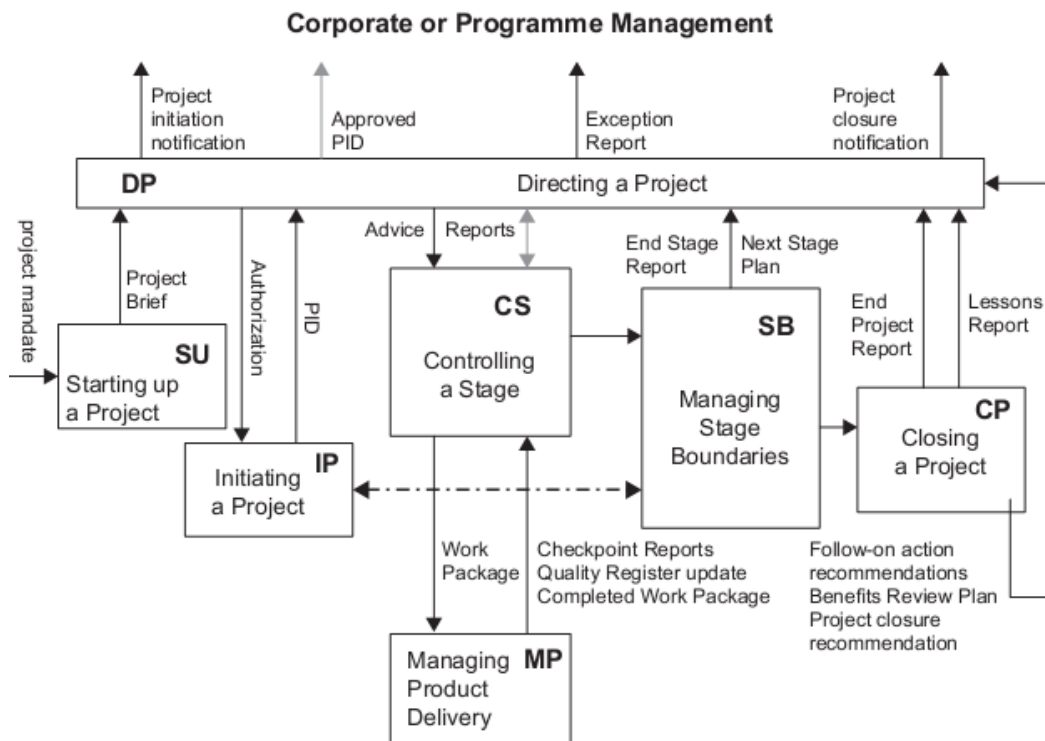 Corporate or Programme Management
Project
initiation
notification
Approved
PID
Exception
Report
Project
closure
notification
DP
Directing a Project
project mandate
Project
Brief
Authorization
PID
Advice
Reports
End Stage
Report
Next Stage
Plan
End
Project
Report
Lessons
Report
SU
Starting up
a Project
IP
Initiating
a Project
CS
Controlling
a Stage
SB
Managing
Stage
Boundaries
CP
Closing
a Project
Work
Package
Checkpoint Reports
Quality Register update
Completed Work Package
Follow-on action
recommendations
Benefits Review Plan
Project closure
recommendation
MP
Managing
Product
Delivery